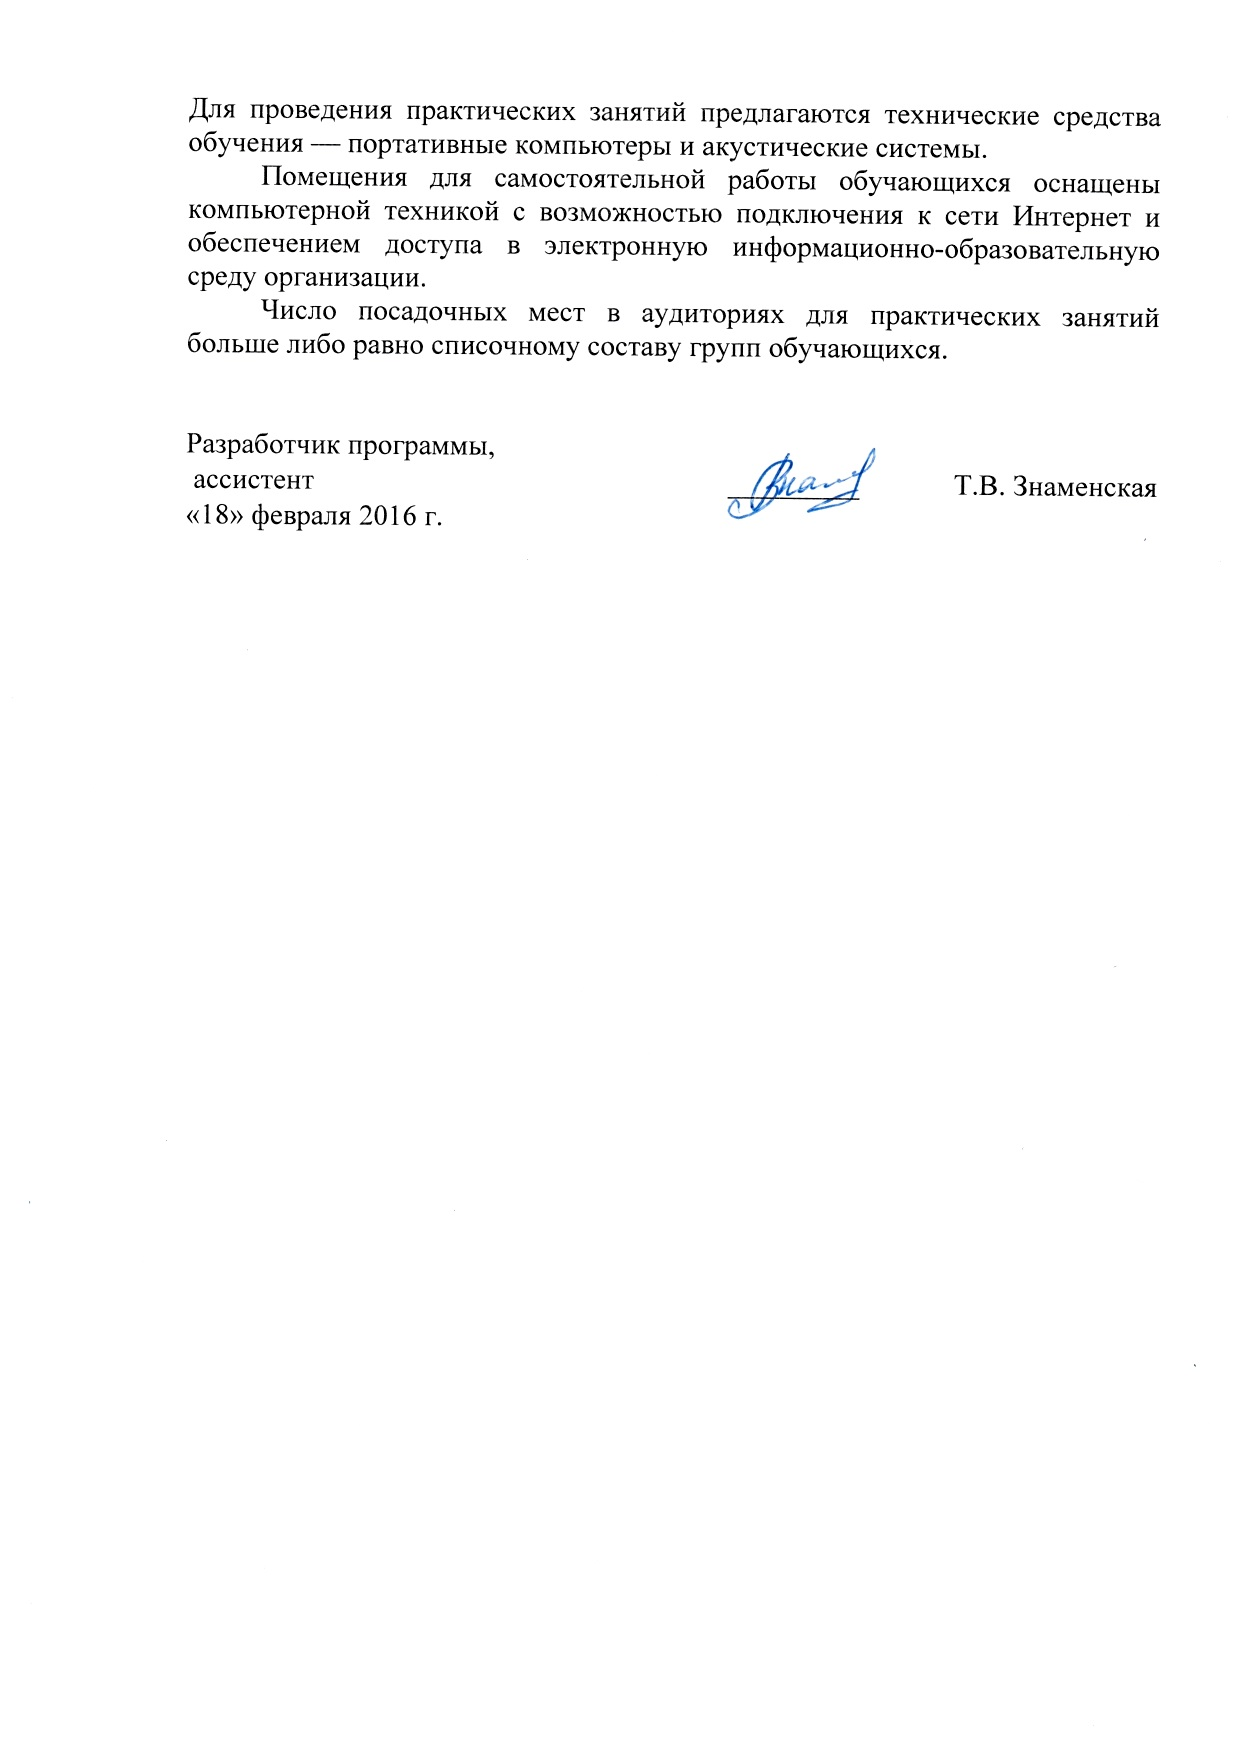 Для проведения практических занятий предлагаются технические средства
обучения — портативные компьютеры и акустические системы.
Помещения для самостоятельной работы обучающихся оснащены
компьютерной техникой с возможностью подключения к сети Интернет и
обеспечением доступа в электронную информационно-образовательную
среду организации.
Число посадочных мест в аудиториях для практических занятий
больше либо равно списочному составу групп обучающихся.
Разработчик программы,
ассистент
Т.В. Знаменская
«18» февраля 2016 г.